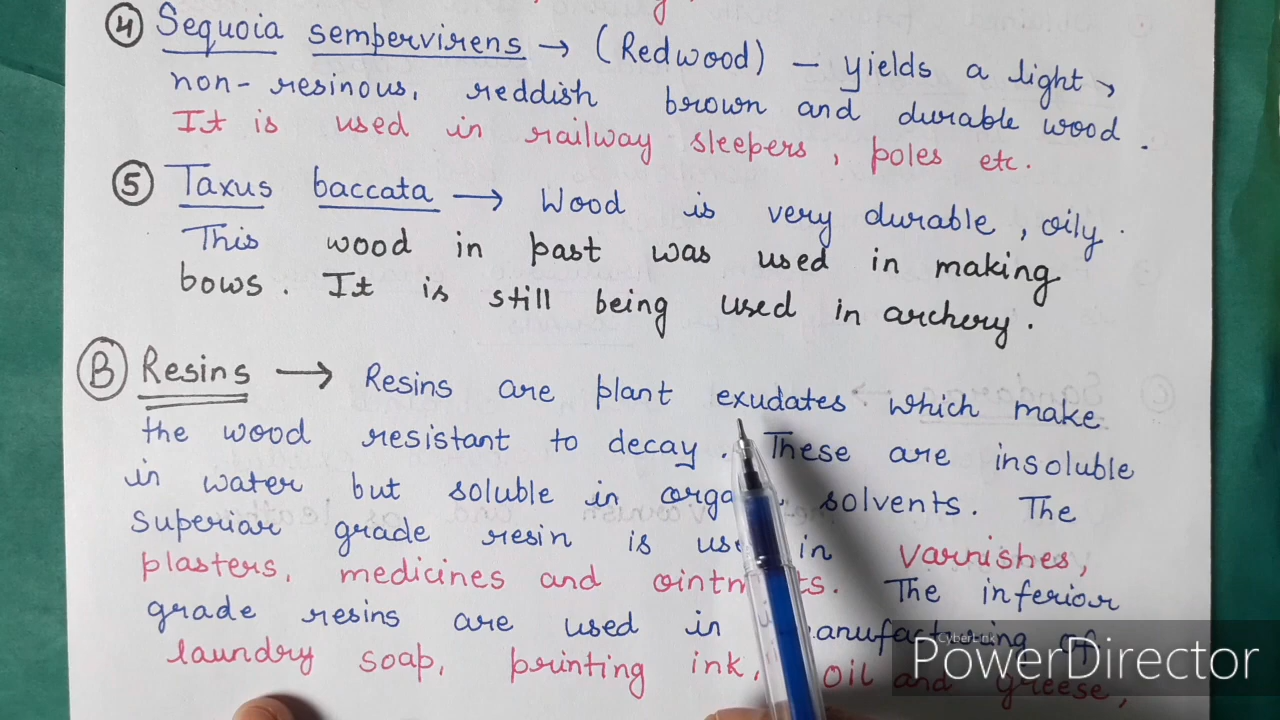 ④ Sequoia sempervirens → (Redwood) – yields a light,
non-resinous, reddish brown and durable wood.
It is used in railway sleepers, poles etc.
⑤ Taxus baccata → Wood is very durable, oily.
This wood in past was used in making
bows. It is still being used in archery.
Ⓑ Resins → Resins are plant exudates which make
the wood resistant to decay. These are insoluble
in water but soluble in solvents. The
superior grade resin is in varnishes,
plasters, medicines and The inferior
grade resins are used in of
laundry soap, printing ink, oil and greese,
CyberLink
PowerDirector